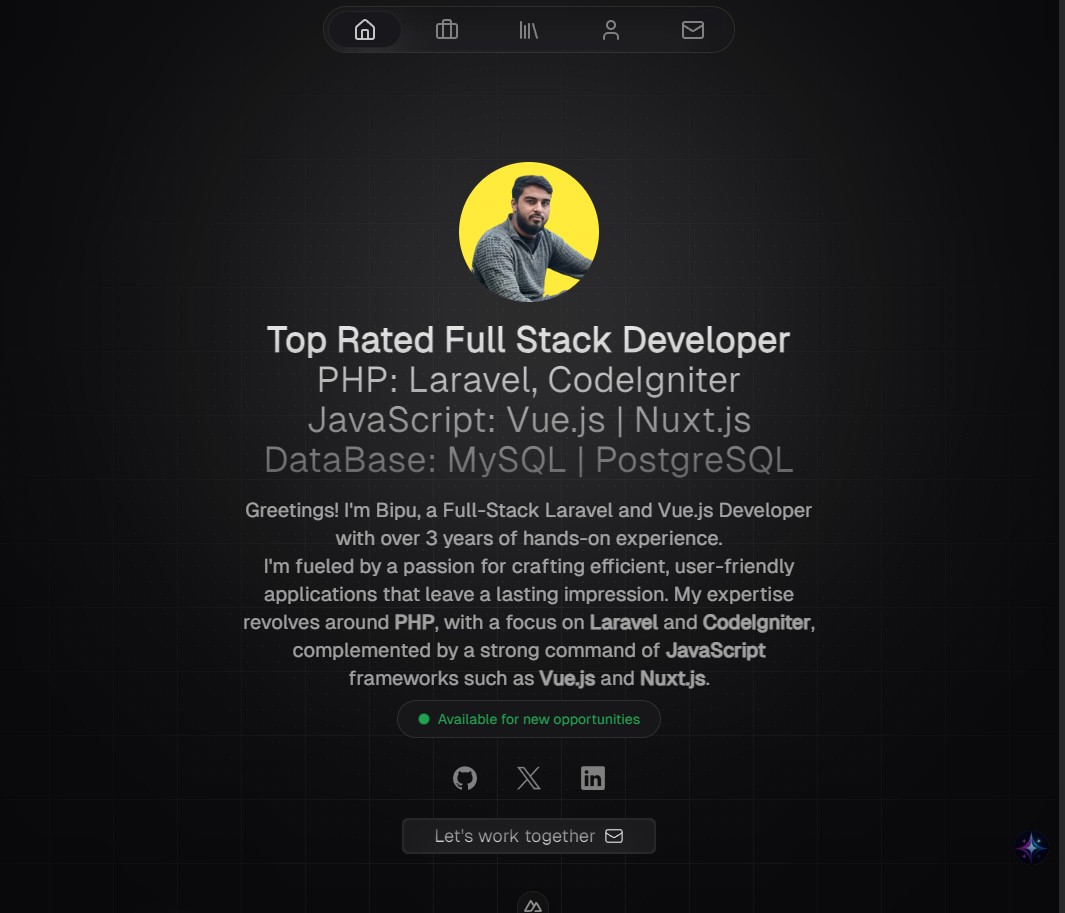 Top Rated Full Stack Developer
PHP: Laravel, CodeIgniter
JavaScript: Vue.js | Nuxt.js
DataBase: MySQL | PostgreSQL
Greetings! I'm Bipu, a Full-Stack Laravel and Vue.js Developer
with over 3 years of hands-on experience.
I'm fueled by a passion for crafting efficient, user-friendly
applications that leave a lasting impression. My expertise
revolves around PHP, with a focus on Laravel and CodeIgniter,
complemented by a strong command of JavaScript
frameworks such as Vue.js and Nuxt.js.
Available for new opportunities
Let's work together